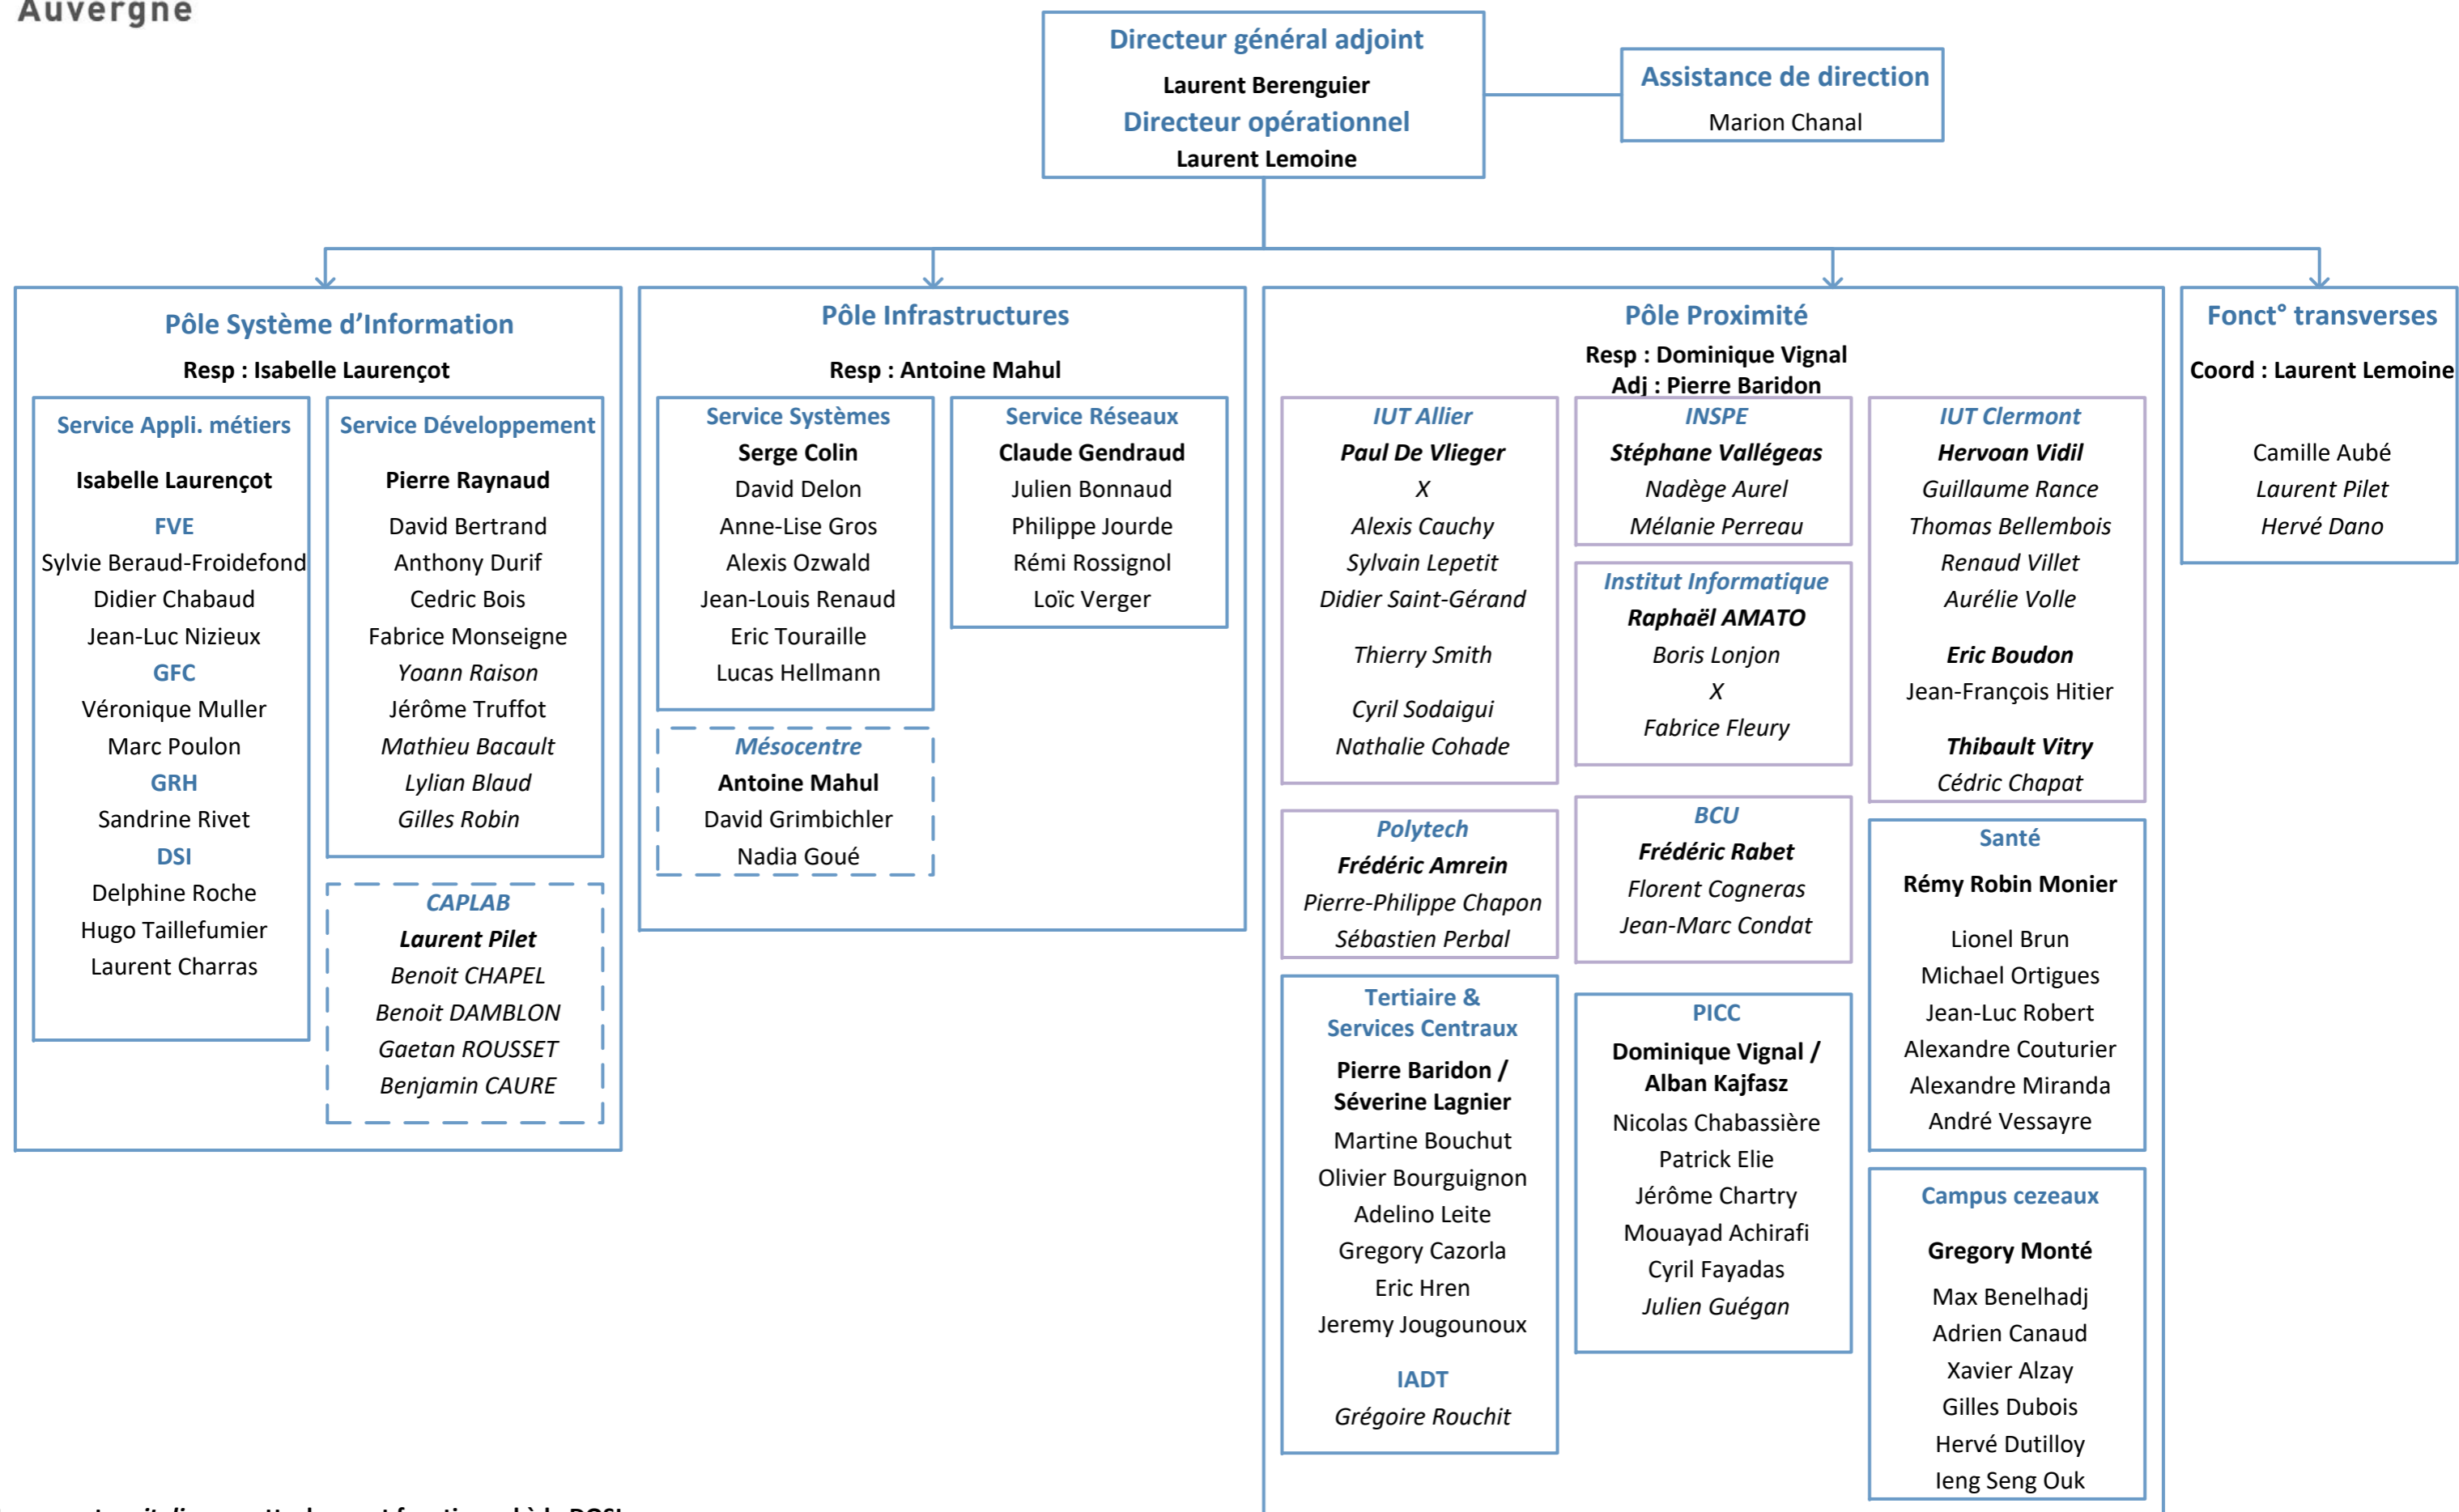 Auvergne
Directeur général adjoint
Laurent Berenguier
Directeur opérationnel
Laurent Lemoine
Assistance de direction
Marion Chanal
Pôle Système d’Information
Resp : Isabelle Laurençot
Service Appli. métiers
Isabelle Laurençot
FVE
Sylvie Beraud-Froidefond
Didier Chabaud
Jean-Luc Nizieux
GFC
Véronique Muller
Marc Poulon
GRH
Sandrine Rivet
DSI
Delphine Roche
Hugo Taillefumier
Laurent Charras
Service Développement
Pierre Raynaud
David Bertrand
Anthony Durif
Cedric Bois
Fabrice Monseigne
Yoann Raison
Jérôme Truffot
Mathieu Bacault
Lylian Blaud
Gilles Robin
CAPLAB
Laurent Pilet
Benoit CHAPEL
Benoit DAMBLON
Gaetan ROUSSET
Benjamin CAURE
Pôle Infrastructures
Resp : Antoine Mahul
Service Systèmes
Serge Colin
David Delon
Anne-Lise Gros
Alexis Ozwald
Jean-Louis Renaud
Eric Touraille
Lucas Hellmann
Mésocentre
Antoine Mahul
David Grimbichler
Nadia Goué
Service Réseaux
Claude Gendraud
Julien Bonnaud
Philippe Jourde
Rémi Rossignol
Loïc Verger
Pôle Proximité
Resp : Dominique Vignal
Adj : Pierre Baridon
IUT Allier
Paul De Vlieger
X
Alexis Cauchy
Sylvain Lepetit
Didier Saint-Gérand
Thierry Smith
Cyril Sodaigui
Nathalie Cohade
Polytech
Frédéric Amrein
Pierre-Philippe Chapon
Sébastien Perbal
Tertiaire &
Services Centraux
Pierre Baridon /
Séverine Lagnier
Martine Bouchut
Olivier Bourguignon
Adelino Leite
Gregory Cazorla
Eric Hren
Jeremy Jougounoux
IADT
Grégoire Rouchit
INSPE
Stéphane Vallégeas
Nadège Aurel
Mélanie Perreau
Institut Informatique
Raphaël AMATO
Boris Lonjon
X
Fabrice Fleury
BCU
Frédéric Rabet
Florent Cogneras
Jean-Marc Condat
PICC
Dominique Vignal /
Alban Kajfasz
Nicolas Chabassière
Patrick Elie
Jérôme Chartry
Mouayad Achirafi
Cyril Fayadas
Julien Guégan
IUT Clermont
Hervoan Vidil
Guillaume Rance
Thomas Bellembois
Renaud Villet
Aurélie Volle
Eric Boudon
Jean-François Hitier
Thibault Vitry
Cédric Chapat
Santé
Rémy Robin Monier
Lionel Brun
Michael Ortigues
Jean-Luc Robert
Alexandre Couturier
Alexandre Miranda
André Vessayre
Campus cezeaux
Gregory Monté
Max Benelhadj
Adrien Canaud
Xavier Alzay
Gilles Dubois
Hervé Dutilloy
Ieng Seng Ouk
Fonct° transverses
Coord : Laurent Lemoine
Camille Aubé
Laurent Pilet
Hervé Dano